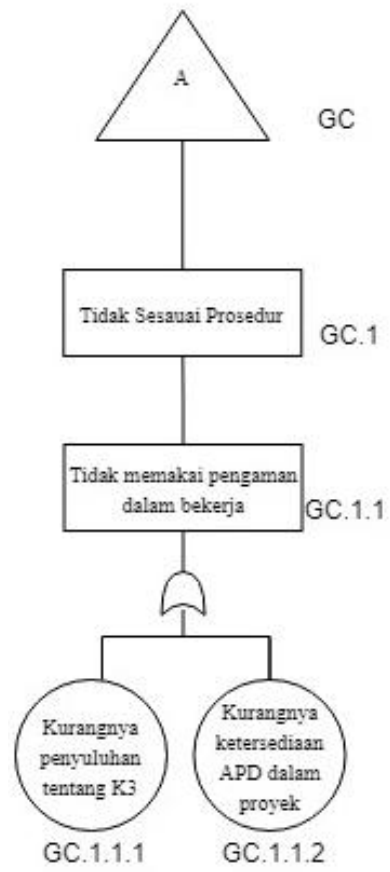 A
GC
Tidak Sesauai Prosedur
GC.1
Tidak memakai pengaman
dalam bekerja
GC.1.1
Kurangnya
penyuluhan
tentang K3
GC.1.1.1
Kurangnya
ketersediaan
APD dalam
proyek
GC.1.1.2